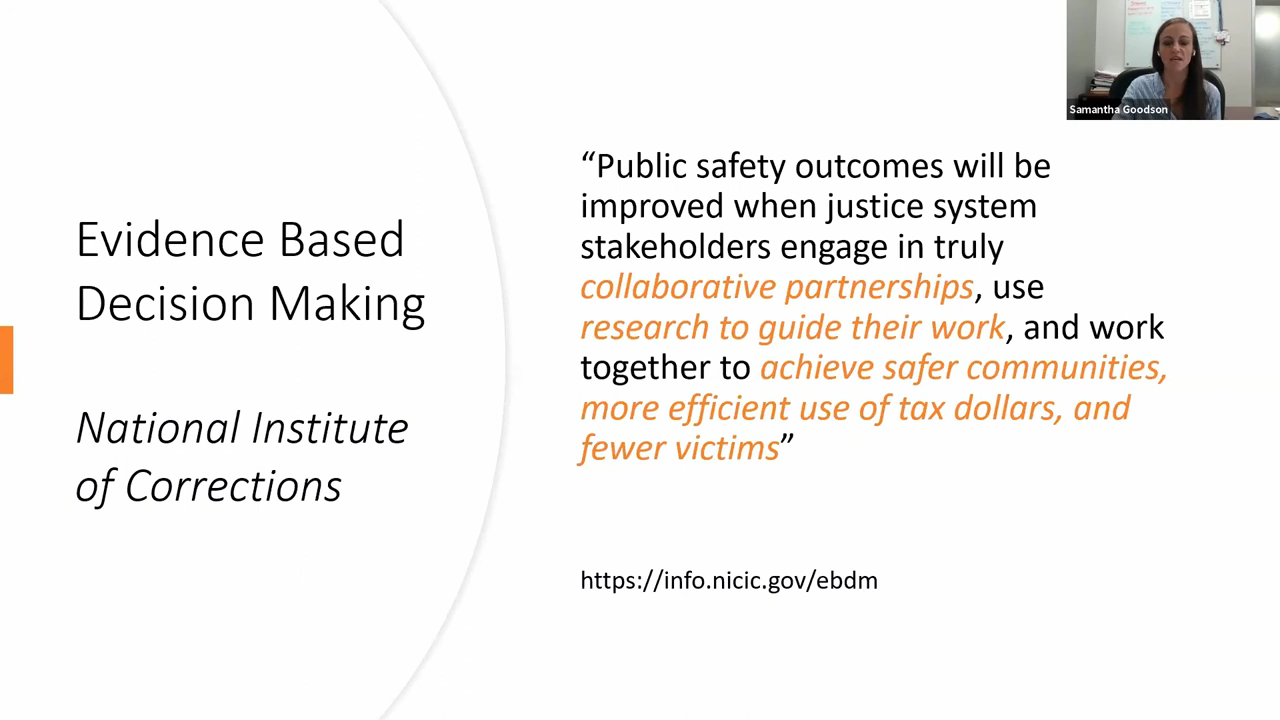 Samantha Goodson
Evidence Based
Decision Making
National Institute
of Corrections
“Public safety outcomes will be
improved when justice system
stakeholders engage in truly
collaborative partnerships, use
research to guide their work, and work
together to achieve safer communities,
more efficient use of tax dollars, and
fewer victims”
https://info.nicic.gov/ebdm